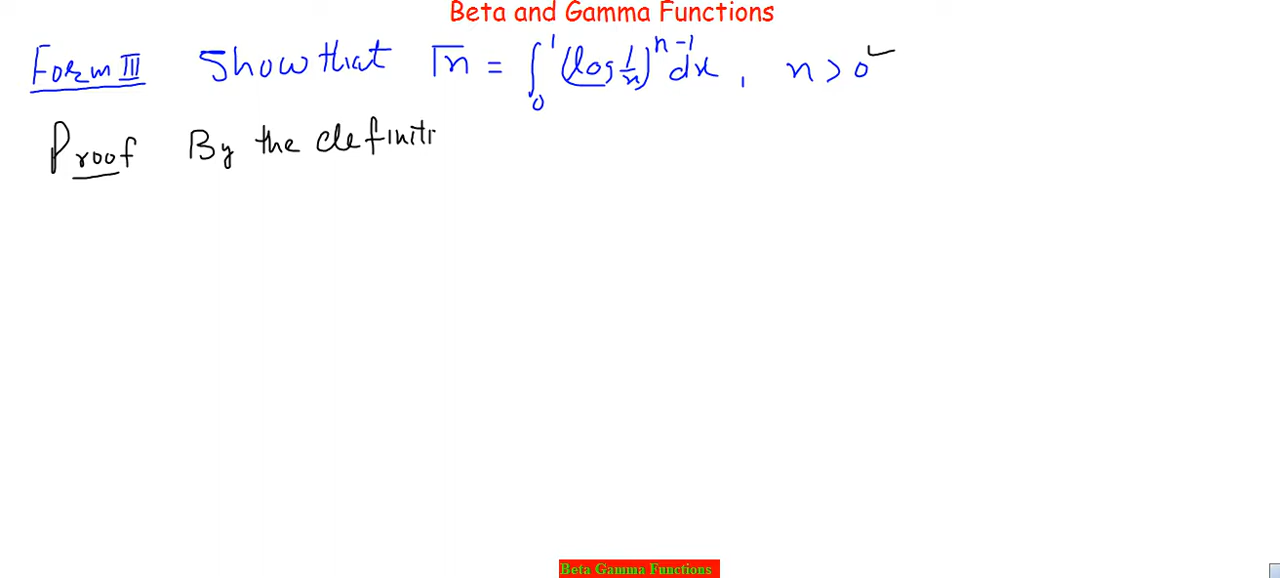 Beta and Gamma Functions
Form III Show that Γn = ∫₀¹ (log 1/x)ⁿ⁻¹ dx, n > 0
Proof By the definiti
Beta Gamma Functions